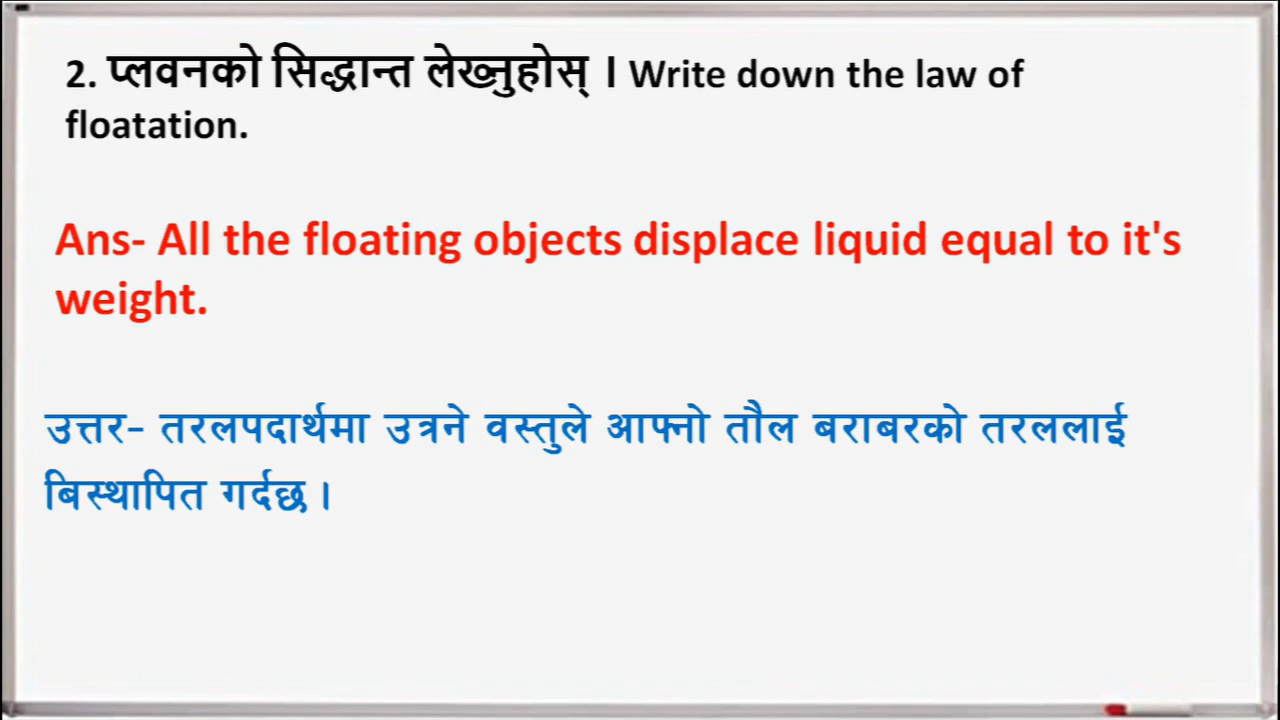 2. प्लवनको सिद्धान्त लेख्नुहोस् । Write down the law of
floatation.
Ans- All the floating objects displace liquid equal to it's
weight.
उत्तर- तरलपदार्थमा उत्रने वस्तुले आफ्नो तौल बराबरको तरललाई
बिस्थापित गर्दछ ।